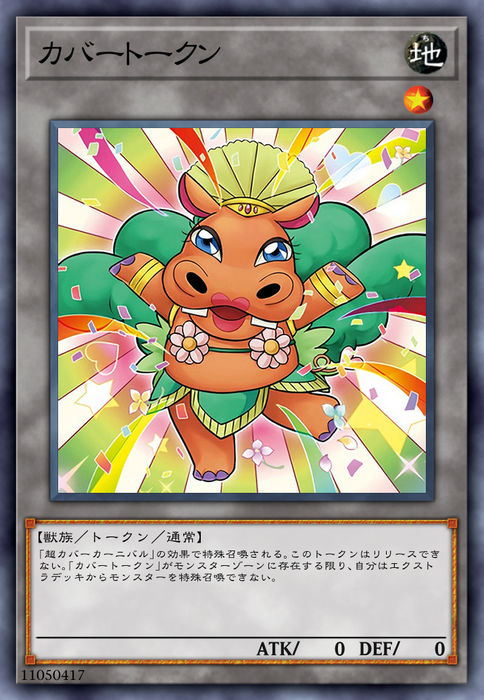 カバートークン
ち
地
【獣族／トークン／通常】
「超カバーカーニバル」の効果で特殊召喚される。このトークンはリリースでき
ない。「カバートークン」がモンスターゾーンに存在する限り、自分はエクスト
ラデッキからモンスターを特殊召喚できない。
ATK/ 0 DEF/ 0
11050417